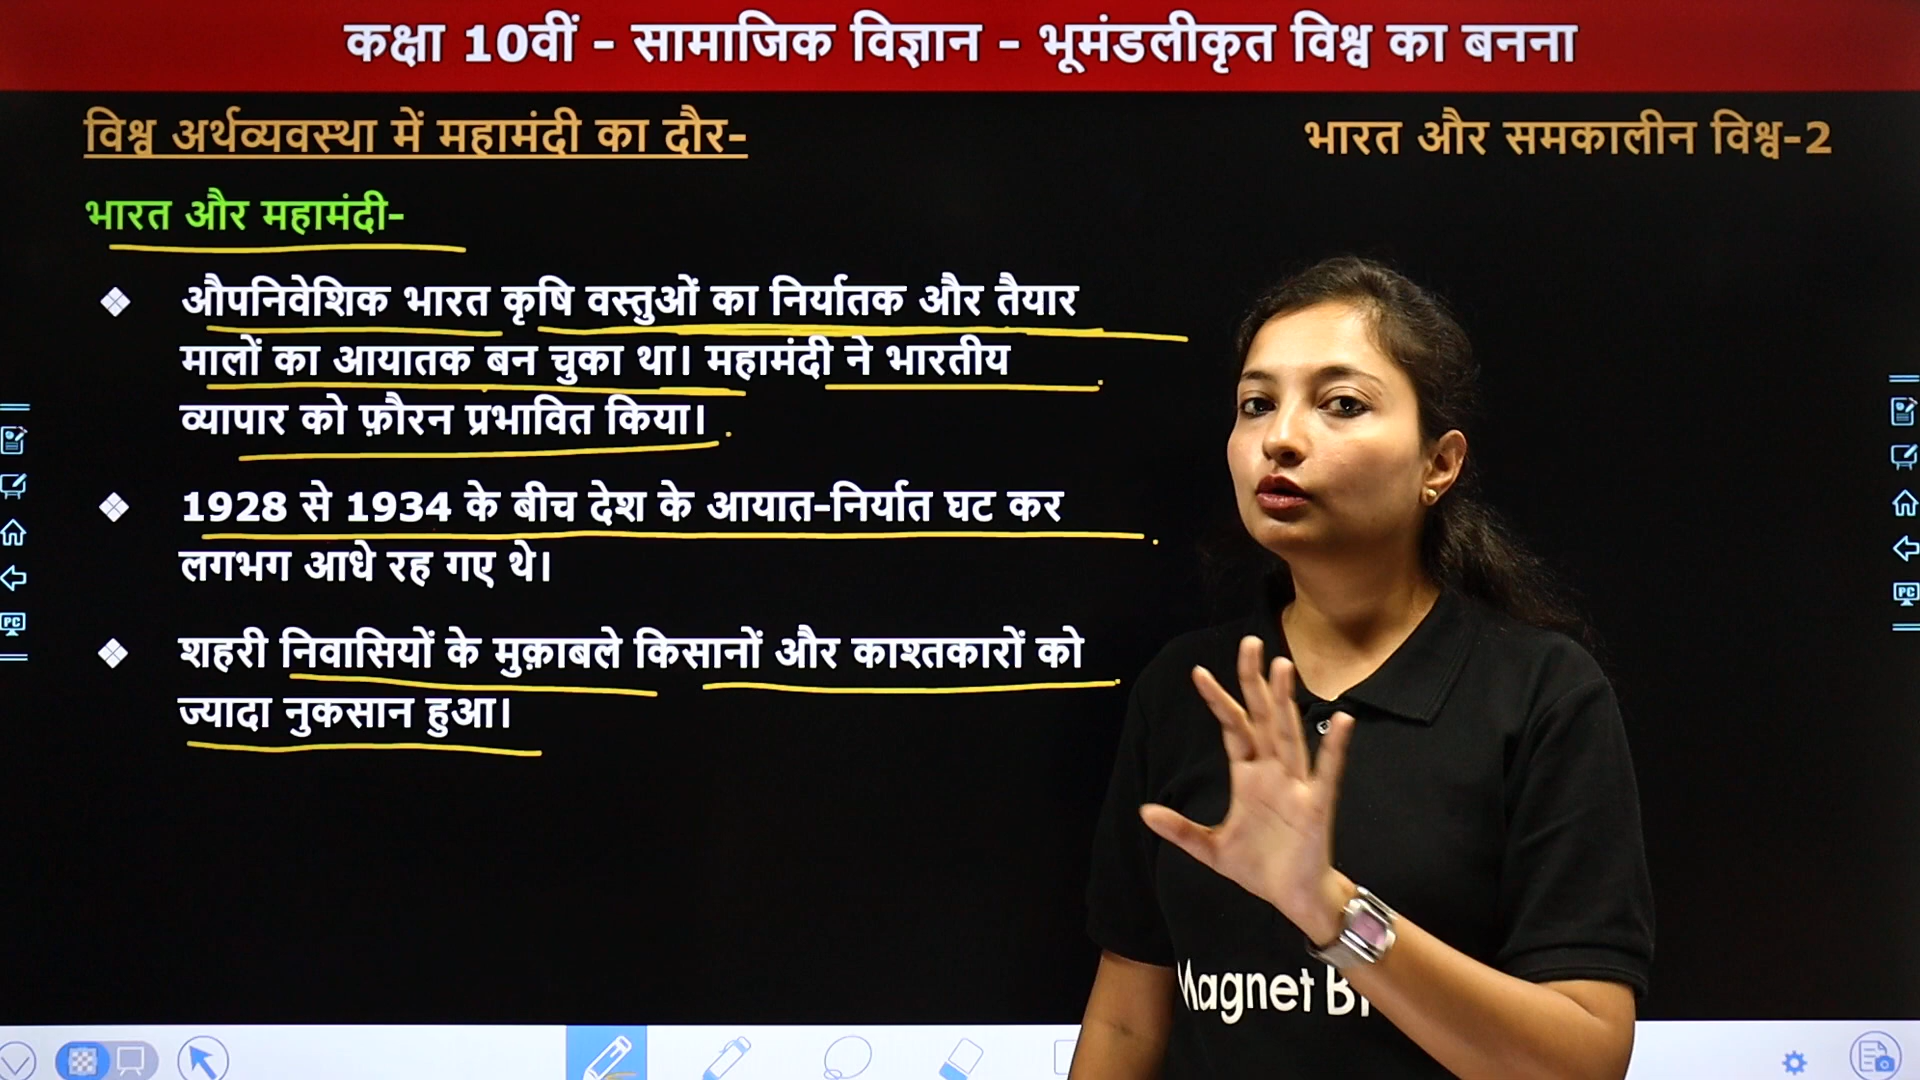 कक्षा 10वीं - सामाजिक विज्ञान - भूमंडलीकृत विश्व का बनना
विश्व अर्थव्यवस्था में महामंदी का दौर-
भारत और समकालीन विश्व-2
भारत और महामंदी-
औपनिवेशिक भारत कृषि वस्तुओं का निर्यातक और तैयार
मालों का आयातक बन चुका था। महामंदी ने भारतीय
व्यापार को फ़ौरन प्रभावित किया।
1928 से 1934 के बीच देश के आयात-निर्यात घट कर
लगभग आधे रह गए थे।
शहरी निवासियों के मुक़ाबले किसानों और काश्तकारों को
ज्यादा नुकसान हुआ।
PC
PC
Magnet